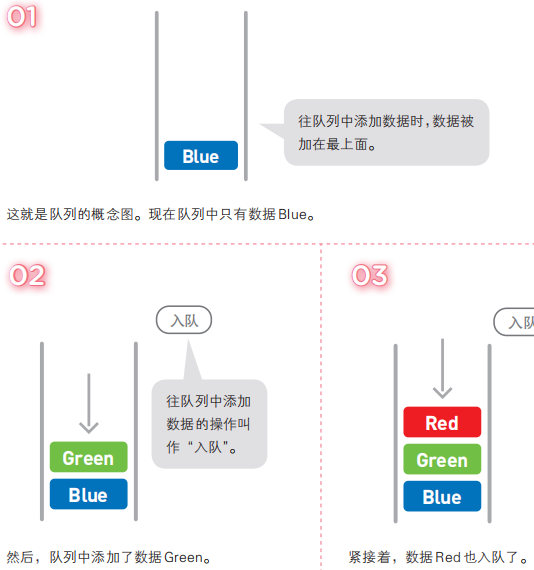 01
往队列中添加数据时，数据被
加在最上面。
Blue
这就是队列的概念图。现在队列中只有数据Blue。
02
入队
往队列中添加
数据的操作叫
作“入队”。
Green
Blue
然后，队列中添加了数据Green。
03
入队
Red
Green
Blue
紧接着，数据Red也入队了。